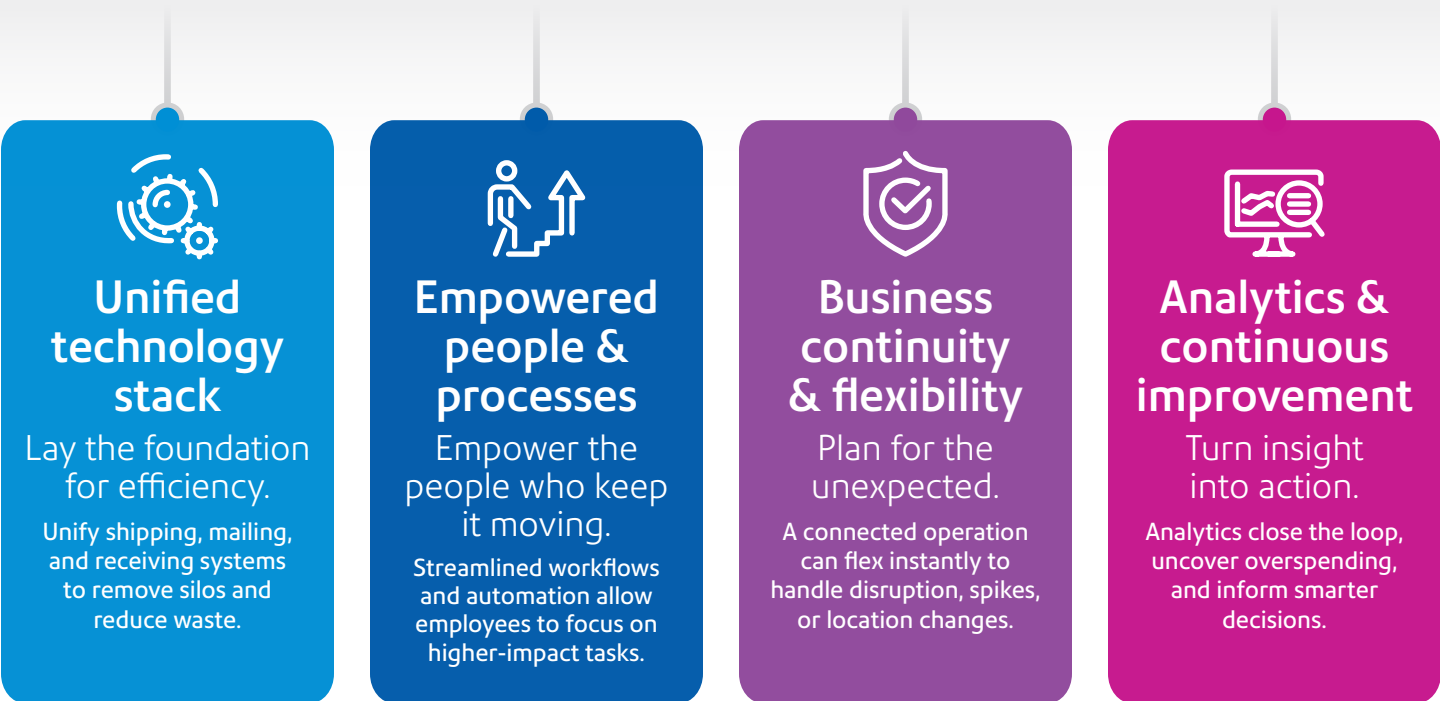 Unified
technology
stack
Lay the foundation
for efficiency.
Unify shipping, mailing,
and receiving systems
to remove silos and
reduce waste.
Empowered
people &
processes
Empower the
people who keep
it moving.
Streamlined workflows
and automation allow
employees to focus on
higher-impact tasks.
Business
continuity
& flexibility
Plan for the
unexpected.
A connected operation
can flex instantly to
handle disruption, spikes,
or location changes.
Analytics &
continuous
improvement
Turn insight
into action.
Analytics close the loop,
uncover overspending,
and inform smarter
decisions.